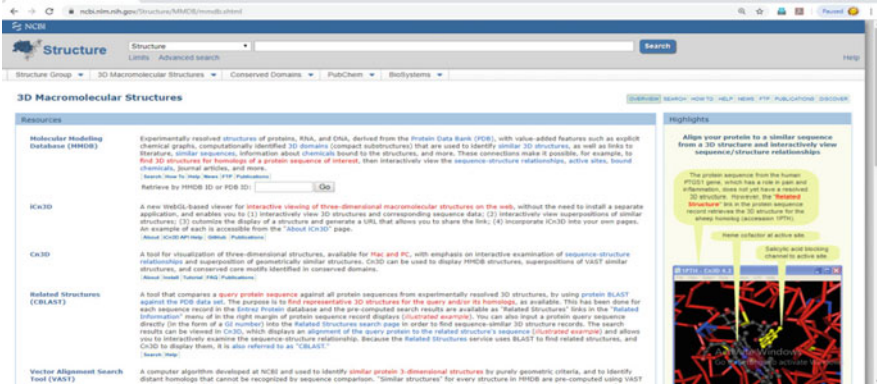 ncbi.nlm.nih.gov/Structure/MMDB/mmdb.shtml
Paused
NCBI
Structure
Structure
Search
Limits Advanced search
Help
Structure Group 3D Macromolecular Structures Conserved Domains PubChem BioSystems
3D Macromolecular Structures
OVERVIEW SEARCH HOW TO HELP NEWS FTP PUBLICATIONS DISCOVER
Resources
Molecular Modeling
Database (MMDB)
Experimentally resolved structures of proteins, RNA, and DNA, derived from the Protein Data Bank (PDB), with value-added features such as explicit
chemical graphs, computationally identified 3D domains (compact substructures) that are used to identify similar 3D structures, as well as links to
literature, similar sequences, information about chemicals bound to the structures, and more. These connections make it possible, for example, to
find 3D structures for homologs of a protein sequence of interest, then interactively view the sequence-structure relationships, active sites, bound
chemicals, journal articles, and more.
Search How To Help News FTP Publications
Retrieve by MMDB ID or PDB ID: Go
iCn3D
A new WebGL-based viewer for interactive viewing of three-dimensional macromolecular structures on the web, without the need to install a separate
application, and enables you to (1) interactively view 3D structures and corresponding sequence data; (2) interactively view superpositions of similar
structures; (3) customize the display of a structure and generate a URL that allows you to share the link; (4) incorporate iCn3D into your own pages.
An example of each is accessible from the "About iCn3D" page.
About iCn3D API Help GitHub Publications
Cn3D
A tool for visualization of three-dimensional structures, available for Mac and PC, with emphasis on interactive examination of sequence-structure
relationships and superposition of geometrically similar structures. Cn3D can be used to display MMDB structures, superpositions of VAST similar
structures, and conserved core motifs identified in conserved domains.
About Install Tutorial FAQ Publications
Related Structures
(CBLAST)
A tool that compares a query protein sequence against all protein sequences from experimentally resolved 3D structures, by using protein BLAST
against the PDB data set. The purpose is to find representative 3D structures for the query and/or its homologs, as available. This has been done for
each sequence record in the Entrez Protein database and the pre-computed search results are available as "Related Structures" links in the "Related
Information" menu of in the right margin of protein sequence record displays (illustrated example). You can also input a protein query sequence
directly (in the form of a GI number) into the Related Structures search page in order to find sequence-similar 3D structure records. The search
results can be viewed in Cn3D, which displays an alignment of the query protein to the related structure's sequence (illustrated example) and allows
you to interactively examine the sequence-structure relationship. Because the Related Structures service uses BLAST to find related structures, and
Cn3D to display them, it is also referred to as "CBLAST."
Search Help
Vector Alignment Search
Tool (VAST)
A computer algorithm developed at NCBI and used to identify similar protein 3-dimensional structures by purely geometric criteria, and to identify
distant homologs that cannot be recognized by sequence comparison. "Similar structures" for every structure in MMDB are pre-computed using VAST
Highlights
Align your protein to a similar sequence
from a 3D structure and interactively view
sequence/structure relationships
The protein sequence from the human
PTGS1 gene, which has a role in pain and
inflammation, does not yet have a resolved
3D structure. However, the "Related
Structure" link in the protein sequence
record retrieves the 3D structure for the
sheep homolog (accession 1PTH).
Heme cofactor at active site.
Salicylic acid blocking
channel to active site.
1PTH - Cn3D 4.1